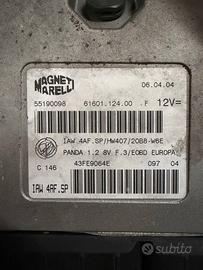 MAGNETI
MARELLI
06.04.04
55190098
61601.124.00 .F 12V=
IAW 4AF.SP/HW407/20B8-W6E
PANDA 1.2 8V F.3/EOBD EUROPA
43FE9064E
C 146
097 04
IAW 4AF.SP
subito